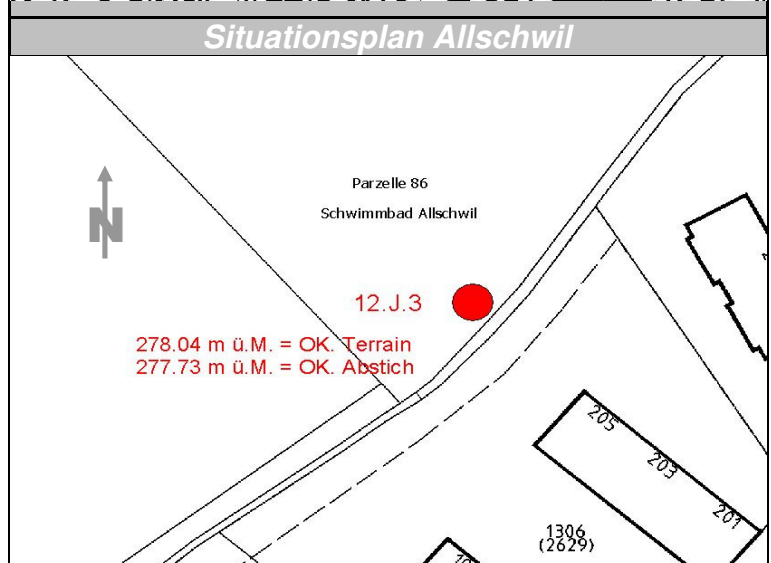 Situationsplan Allschwil
Parzelle 86
Schwimmbad Allschwil
N
12.J.3
278.04 m ü.M. = OK. Terrain
277.73 m ü.M. = OK. Abstich
205
203
201
1306
(2629)